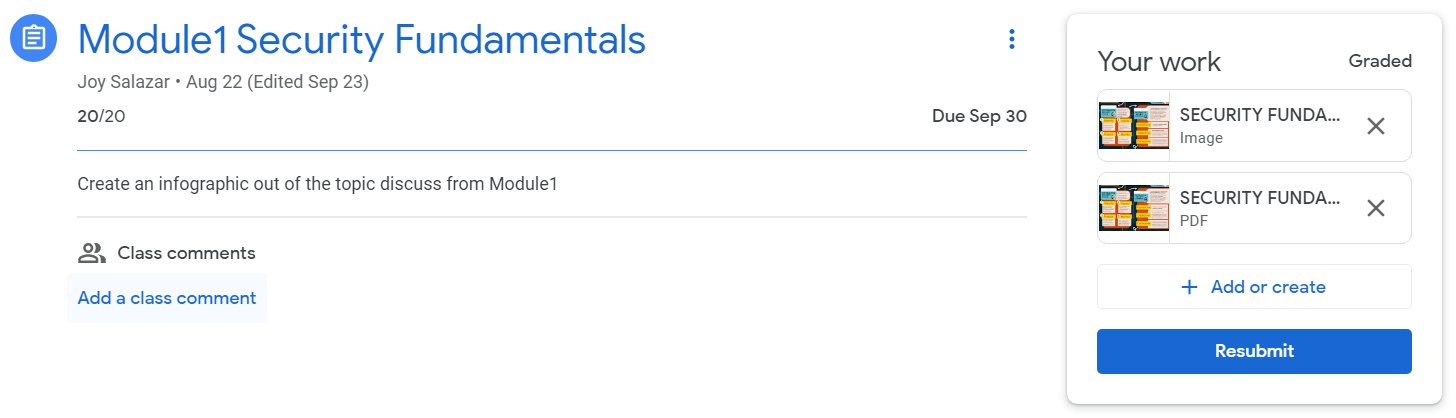 Module1 Security Fundamentals
Joy Salazar • Aug 22 (Edited Sep 23)
20/20
Due Sep 30
Create an infographic out of the topic discuss from Module1
Class comments
Add a class comment
Your work
Graded
SECURITY FUNDA...
Image
SECURITY FUNDA...
PDF
Add or create
Resubmit